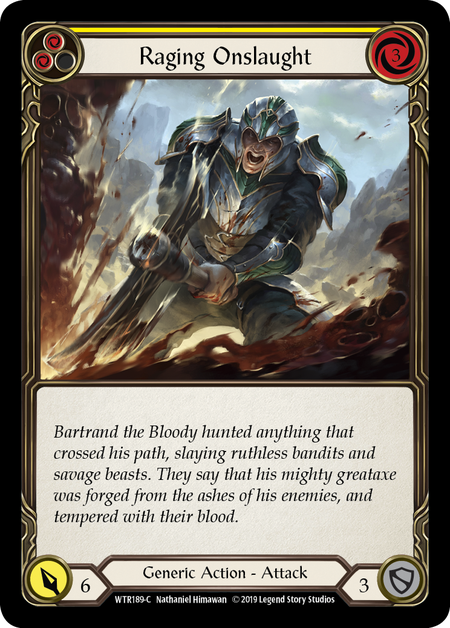 Raging Onslaught
3
Bartrand the Bloody hunted anything that
crossed his path, slaying ruthless bandits and
savage beasts. They say that his mighty greataxe
was forged from the ashes of his enemies, and
tempered with their blood.
6
Generic Action - Attack
3
WTR189-C Nathaniel Himawan © 2019 Legend Story Studios